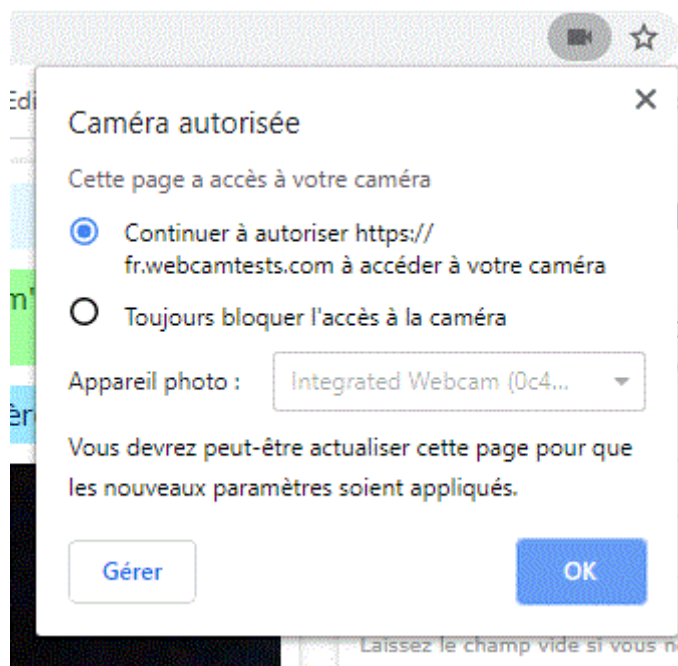 Edi
Caméra autorisée
Cette page a accès à votre caméra
Continuer à autoriser https://
fr.webcamtests.com à accéder à votre caméra
Toujours bloquer l'accès à la caméra
m'
Appareil photo :
Integrated Webcam (0c4...
ère
Vous devrez peut-être actualiser cette page pour que
les nouveaux paramètres soient appliqués.
Gérer
OK
Laissez le champ vide si vous n